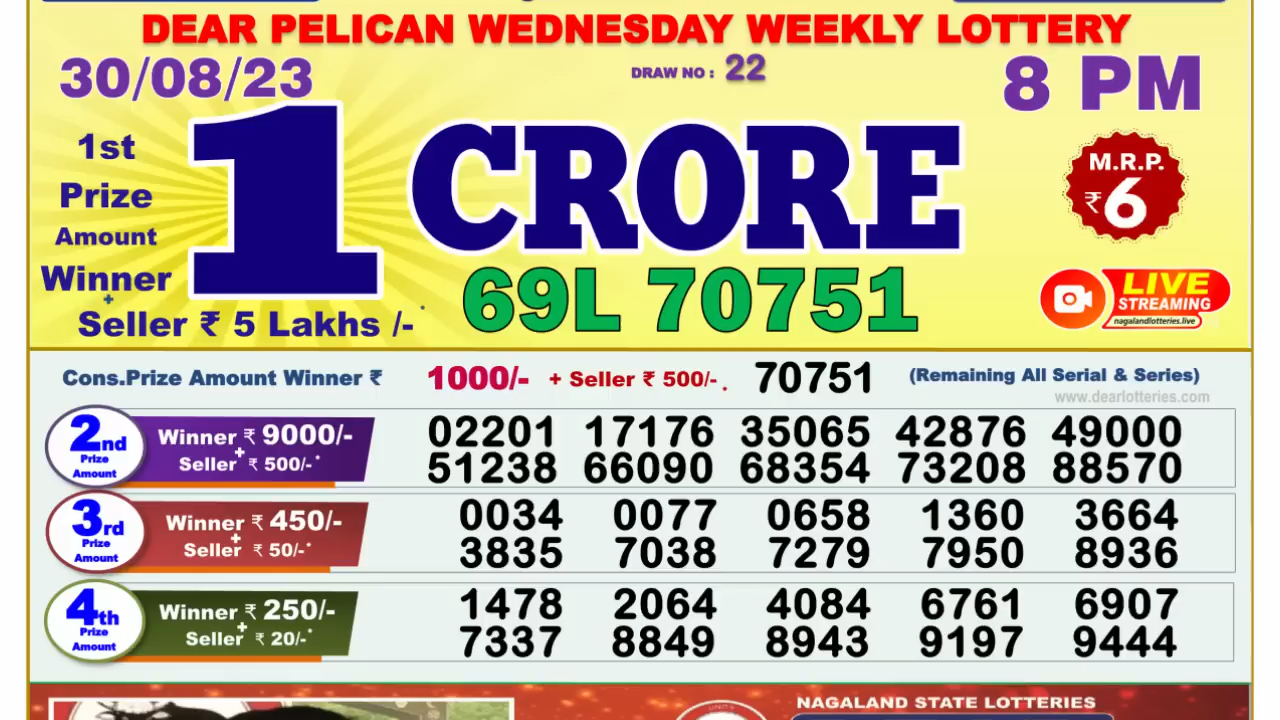 DEAR PELICAN WEDNESDAY WEEKLY LOTTERY
30/08/23
DRAW NO : 22
8 PM
1st
Prize
Amount
Winner
+
Seller ₹ 5 Lakhs /-
1 CRORE
69L 70751
M.R.P.
₹ 6
LIVE
STREAMING
nagalandlotteries.live
Cons.Prize Amount Winner ₹ 1000/- + Seller ₹ 500/- . 70751 (Remaining All Serial & Series)
www.dearlotteries.com
2nd
Prize
Amount
Winner ₹ 9000/-
+
Seller ₹ 500/-*
02201 17176 35065 42876 49000
51238 66090 68354 73208 88570
3rd
Prize
Amount
Winner ₹ 450/-
+
Seller ₹ 50/-*
0034 0077 0658 1360 3664
3835 7038 7279 7950 8936
4th
Prize
Amount
Winner ₹ 250/-
+
Seller ₹ 20/-*
1478 2064 4084 6761 6907
7337 8849 8943 9197 9444
NAGALAND STATE LOTTERIES